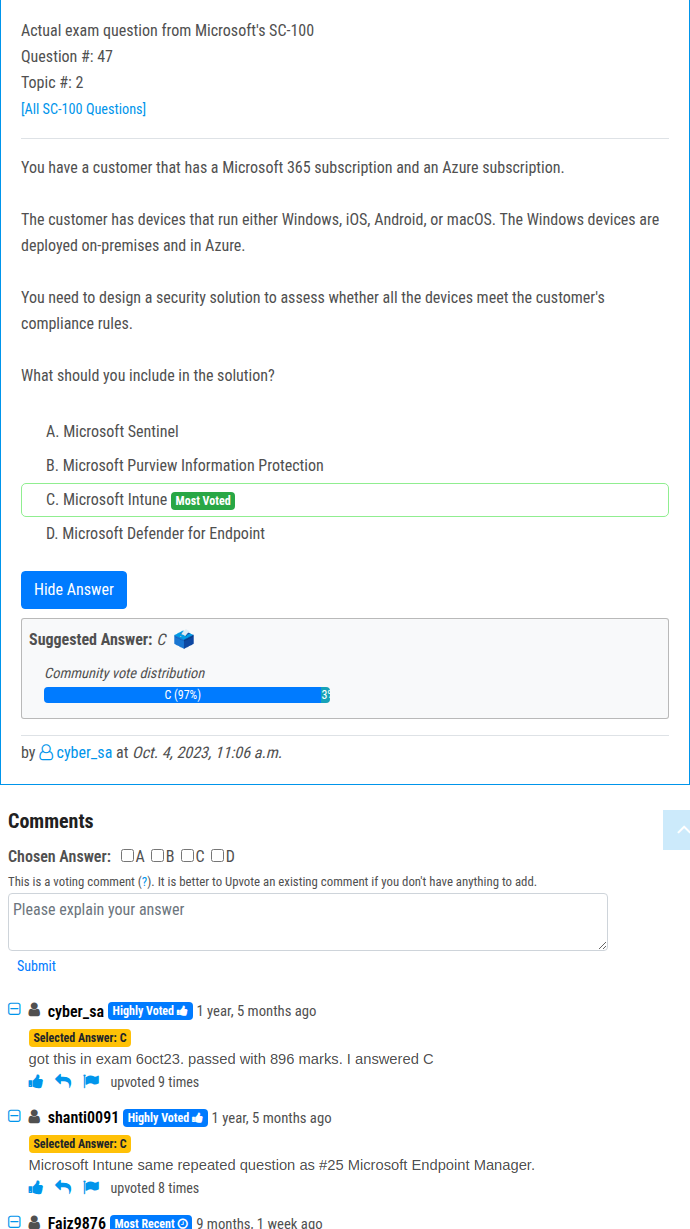 Actual exam question from Microsoft's SC-100
Question #: 47
Topic #: 2
[All SC-100 Questions]
You have a customer that has a Microsoft 365 subscription and an Azure subscription.
The customer has devices that run either Windows, iOS, Android, or macOS. The Windows devices are
deployed on-premises and in Azure.
You need to design a security solution to assess whether all the devices meet the customer's
compliance rules.
What should you include in the solution?
A. Microsoft Sentinel
B. Microsoft Purview Information Protection
C. Microsoft Intune Most Voted
D. Microsoft Defender for Endpoint
Hide Answer
Suggested Answer: C
Community vote distribution
C (97%) 3
by cyber_sa at Oct. 4, 2023, 11:06 a.m.
Comments
Chosen Answer: A B C D
This is a voting comment (?). It is better to Upvote an existing comment if you don't have anything to add.
Please explain your answer
Submit
cyber_sa Highly Voted 1 year, 5 months ago
Selected Answer: C
got this in exam 6oct23. passed with 896 marks. I answered C
upvoted 9 times
shanti0091 Highly Voted 1 year, 5 months ago
Selected Answer: C
Microsoft Intune same repeated question as #25 Microsoft Endpoint Manager.
upvoted 8 times
Faiz9876 Most Recent 9 months, 1 week ago